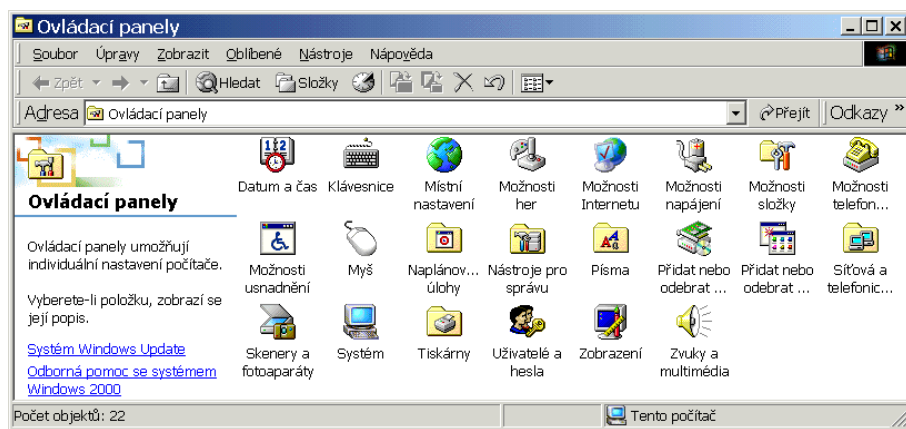 Ovládací panely
Soubor Úpravy Zobrazit Oblíbené Nástroje Nápověda
Zpět Hledat Složky
Adresa Ovládací panely Přejít Odkazy »
Ovládací panely
Ovládací panely umožňují
individuální nastavení počítače.
Vyberete-li položku, zobrazí se
její popis.
Systém Windows Update
Odborná pomoc se systémem
Windows 2000
Datum a čas
Klávesnice
Místní
nastavení
Možnosti
her
Možnosti
Internetu
Možnosti
napájení
Možnosti
složky
Možnosti
telefon...
Možnosti
usnadnění
Myš
Naplánov...
úlohy
Nástroje pro
správu
Písma
Přidat nebo
odebrat ...
Přidat nebo
odebrat ...
Síťová a
telefonic...
Skenery a
fotoaparáty
Systém
Tiskárny
Uživatelé a
hesla
Zobrazení
Zvuky a
multimédia
Počet objektů: 22
Tento počítač